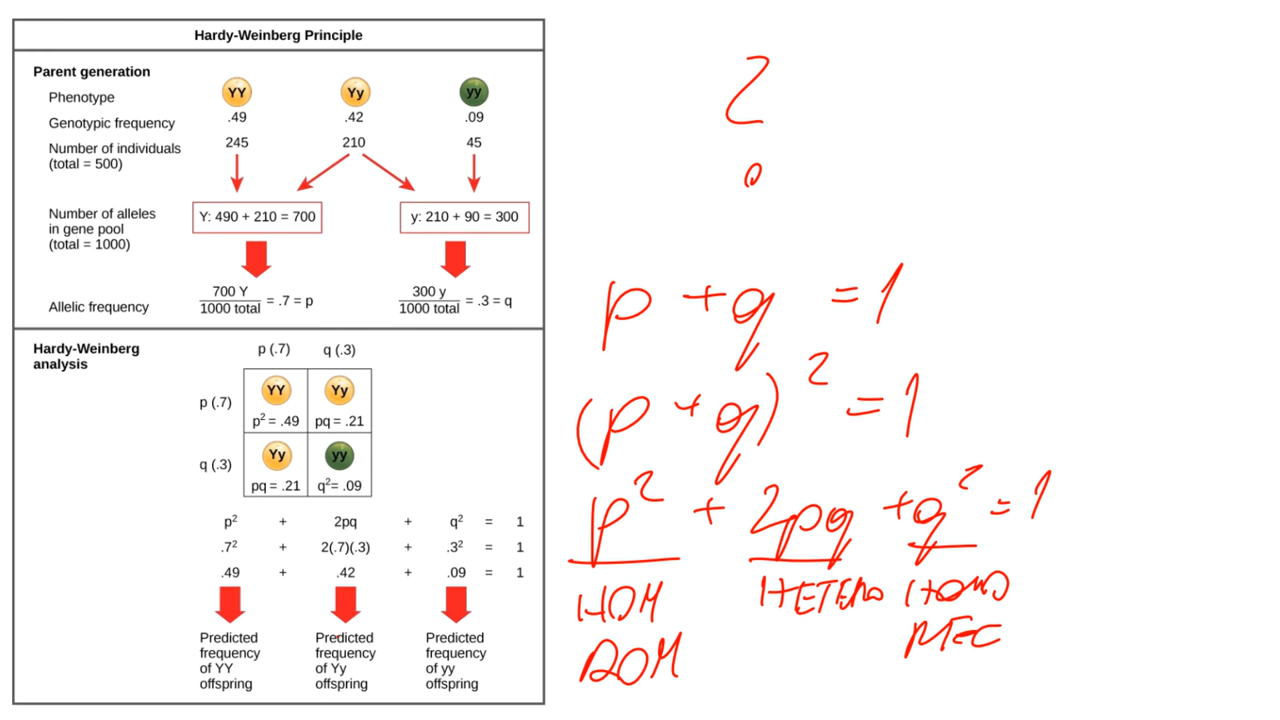 Hardy-Weinberg Principle
Parent generation
Phenotype YY Yy yy
Genotypic frequency .49 .42 .09
Number of individuals 245 210 45
(total = 500)
Number of alleles
in gene pool
(total = 1000)
Y: 490 + 210 = 700 y: 210 + 90 = 300
Allelic frequency
700 Y
1000 total
= .7 = p
300 y
1000 total
= .3 = q
Hardy-Weinberg
analysis
p (.7) q (.3)
p (.7) YY Yy
p² = .49 pq = .21
q (.3) Yy yy
pq = .21 q²= .09
p² + 2pq + q² = 1
.7² + 2(.7)(.3) + .3² = 1
.49 + .42 + .09 = 1
Predicted
frequency
of YY
offspring
Predicted
frequency
of Yy
offspring
Predicted
frequency
of yy
offspring
p + q = 1
(p + q)² = 1
p² + 2pq + q² = 1
HOM HETERO HOMO
DOM REC